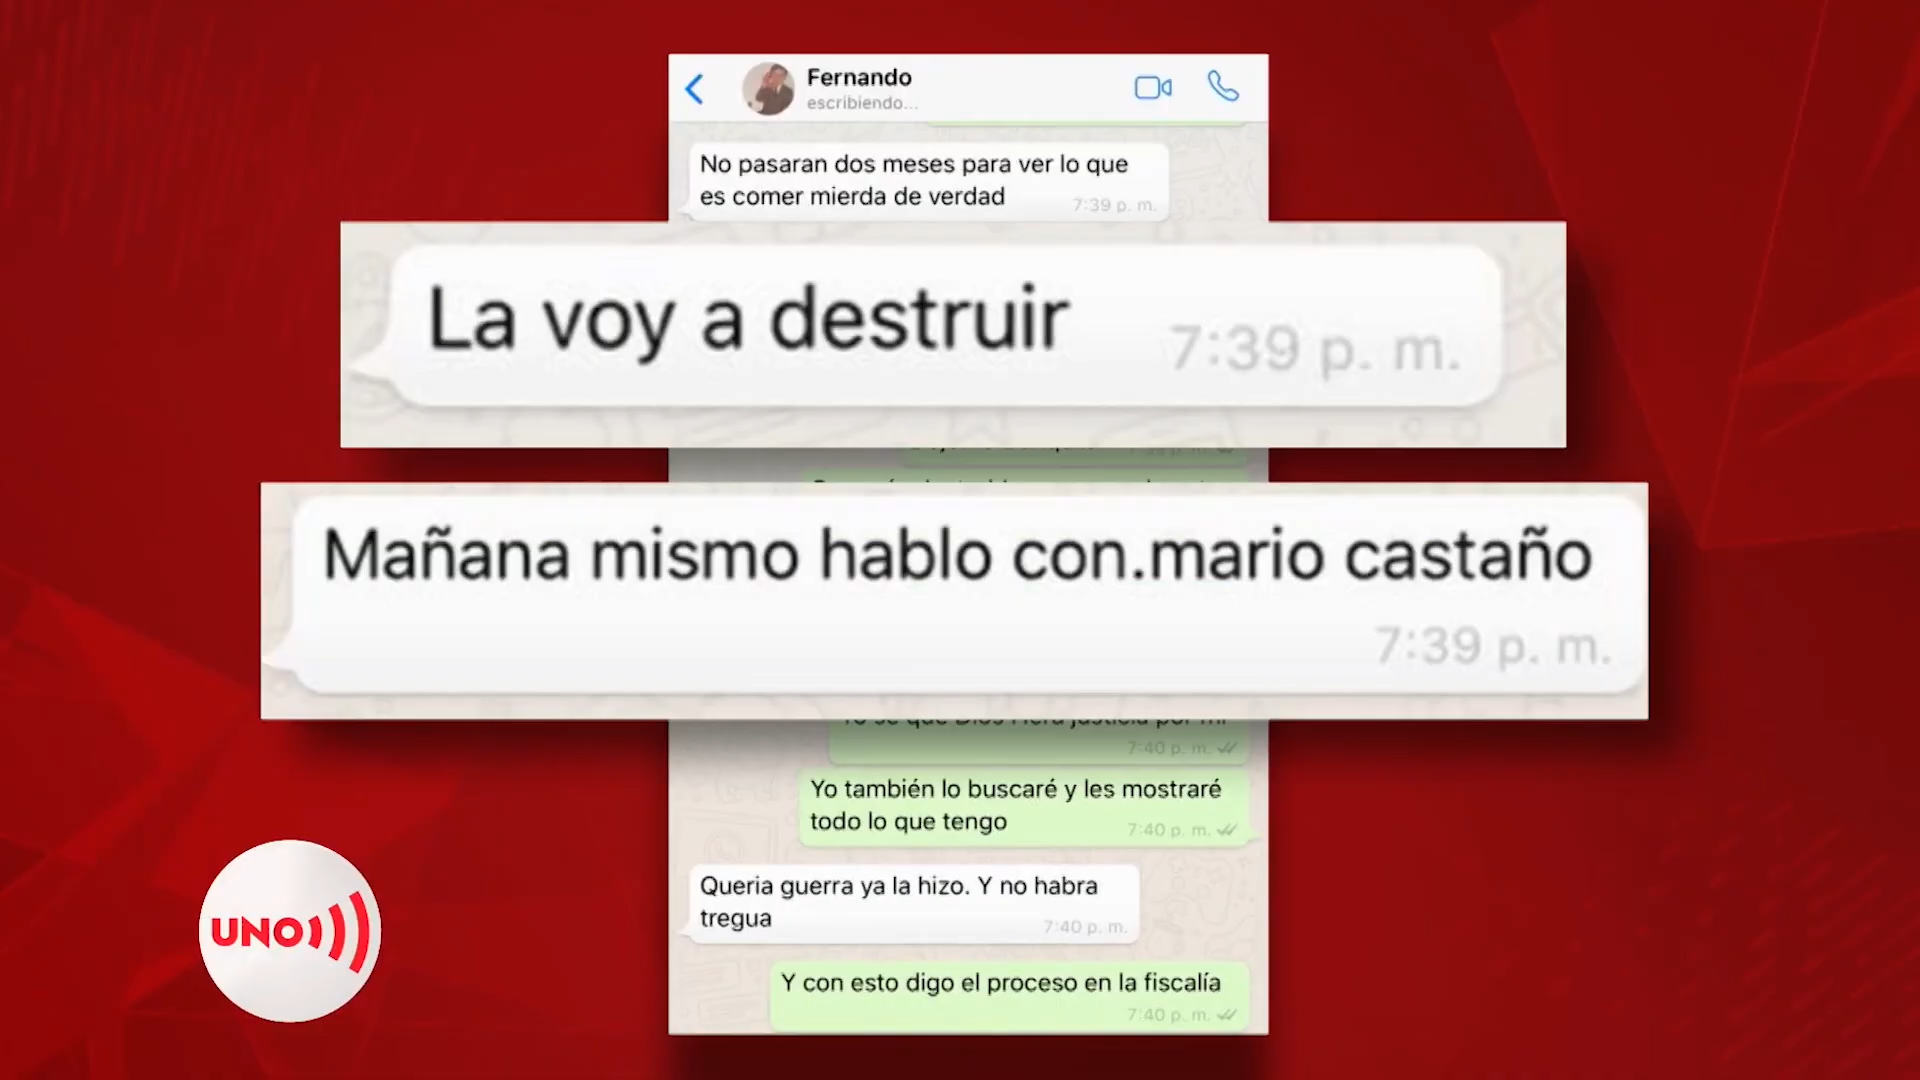 Fernando
escribiendo...
No pasaran dos meses para ver lo que
es comer mierda de verdad
7:39 p. m.
La voy a destruir
7:39 p. m.
Mañana mismo hablo con.mario castaño
7:39 p. m.
7:40 p. m.
Yo también lo buscaré y les mostraré
todo lo que tengo
7:40 p. m.
Queria guerra ya la hizo. Y no habra
tregua
7:40 p. m.
Y con esto digo el proceso en la fiscalía
7:40 p. m.
UNO